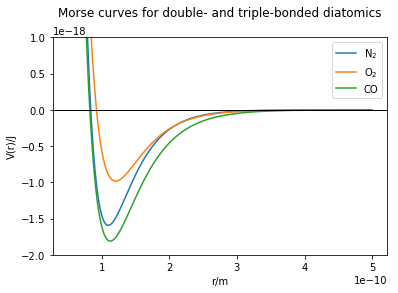 Morse curves for double- and triple-bonded diatomics
1e−18
1.0
0.5
0.0
−0.5
−1.0
−1.5
−2.0
V(r)/J
N₂
O₂
CO
1
2
3
4
5
r/m
1e−10